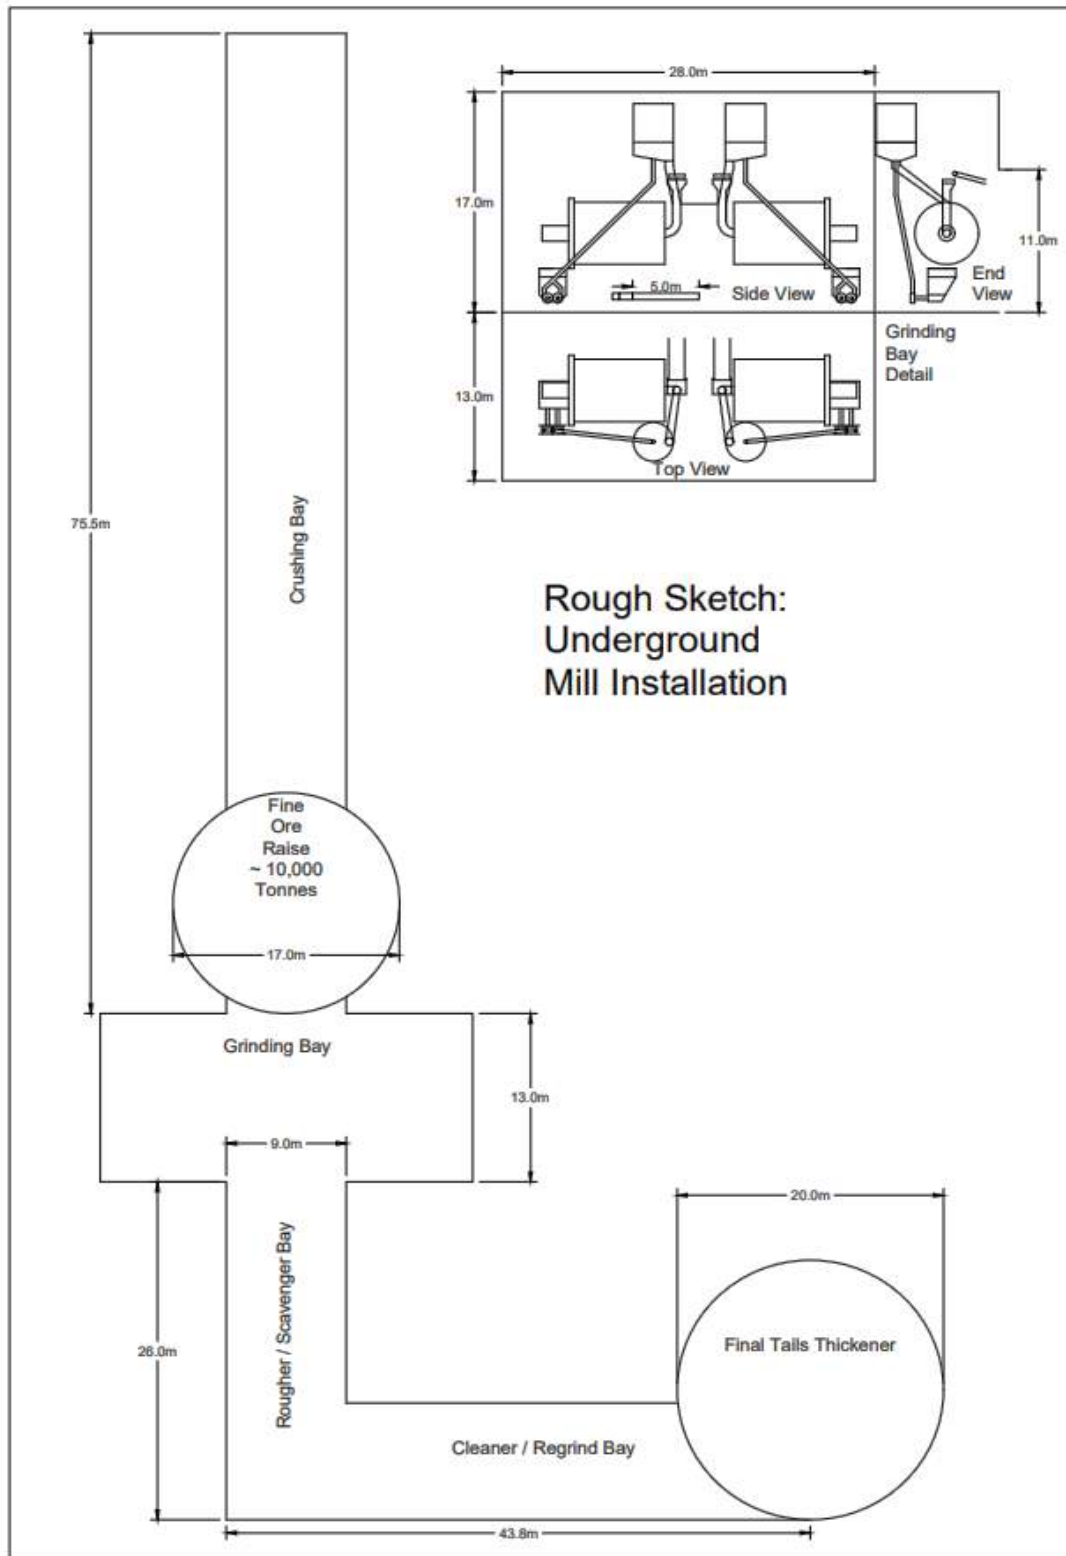 28.0m
17.0m
11.0m
5.0m
Side View
End
View
Grinding
Bay
Detail
13.0m
Top View
75.5m
Crushing Bay
Rough Sketch:
Underground
Mill Installation
Fine
Ore
Raise
~ 10,000
Tonnes
17.0m
Grinding Bay
13.0m
9.0m
20.0m
Rougher / Scavenger Bay
26.0m
Final Tails Thickener
Cleaner / Regrind Bay
43.8m